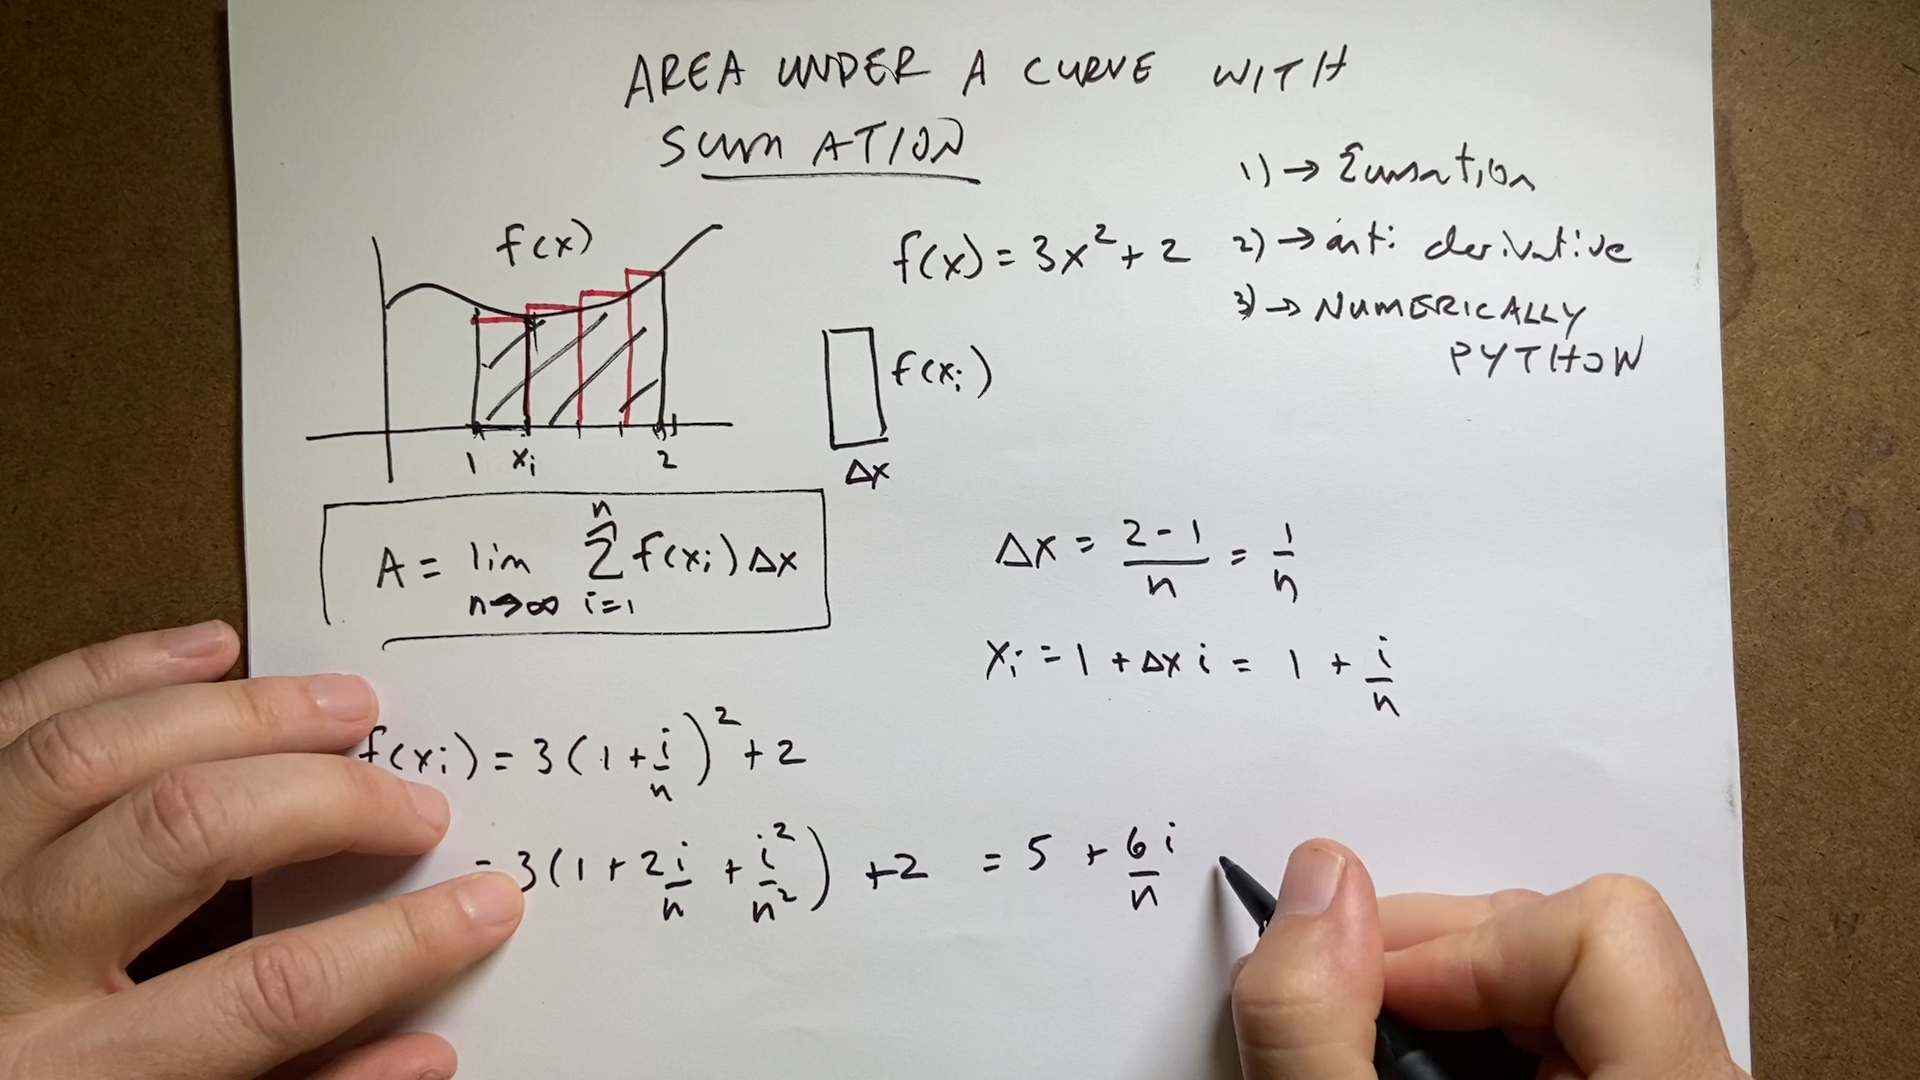 AREA UNDER A CURVE WITH
SUMATION
1) → Σumation
f(x)
f(x) = 3x² + 2
2) → anti derivative
3) → NUMERICALLY
PYTHON
f(xᵢ)
1 xᵢ 2
Δx
A = lim n→∞ Σ i=1 n f(xᵢ) Δx
Δx = (2 - 1)/n = 1/n
xᵢ = 1 + Δx i = 1 + i/n
f(xᵢ) = 3(1 + i/n)² + 2
= 3(1 + 2i/n + i²/n²) + 2 = 5 + 6i/n